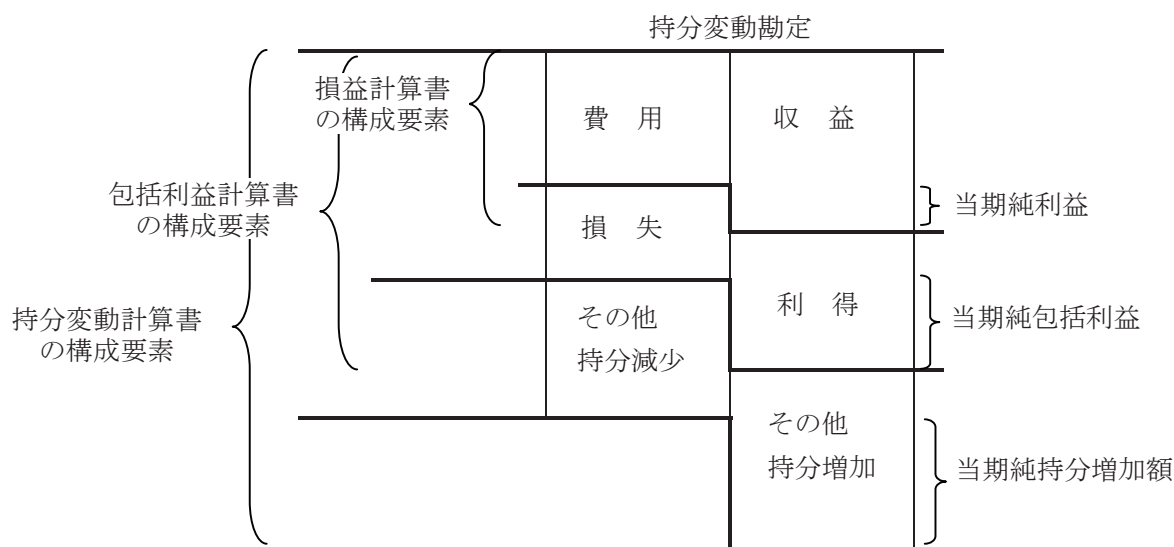 持分変動勘定
損益計算書
の構成要素
費 用
収 益
包括利益計算書
の構成要素
損 失
当期純利益
持分変動計算書
の構成要素
その他
持分減少
利 得
当期純包括利益
その他
持分増加
当期純持分増加額